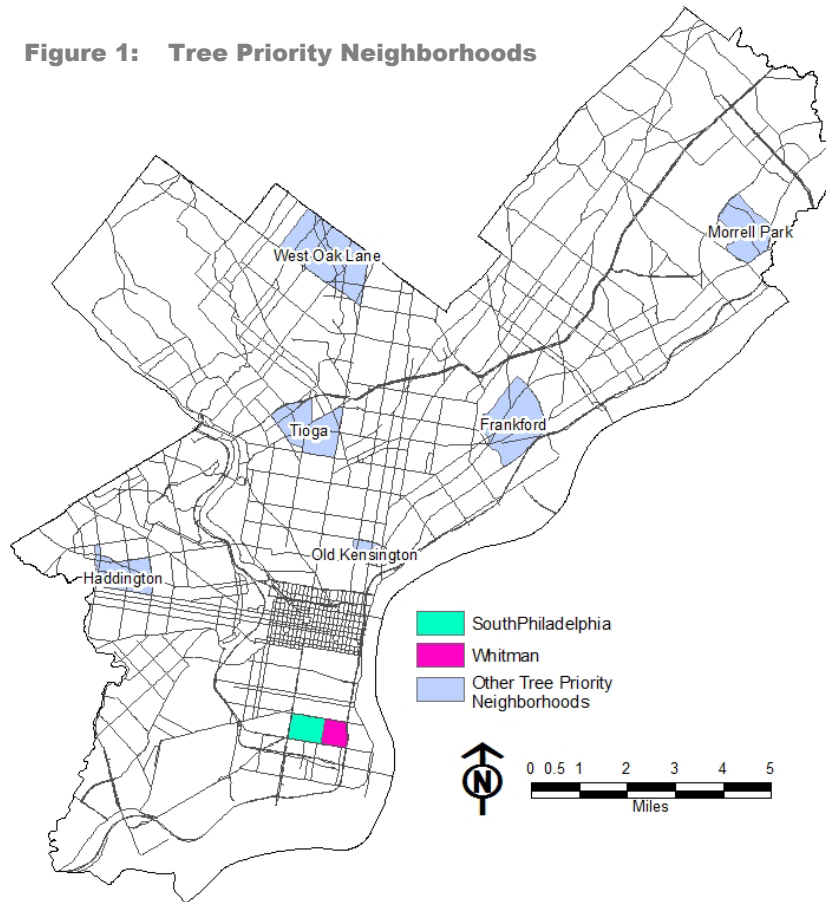 Figure 1: Tree Priority Neighborhoods
Morrell Park
West Oak Lane
Tioga
Frankford
Old Kensington
Haddington
SouthPhiladelphia
Whitman
Other Tree Priority
Neighborhoods
N
0 0.5 1 2 3 4 5
Miles